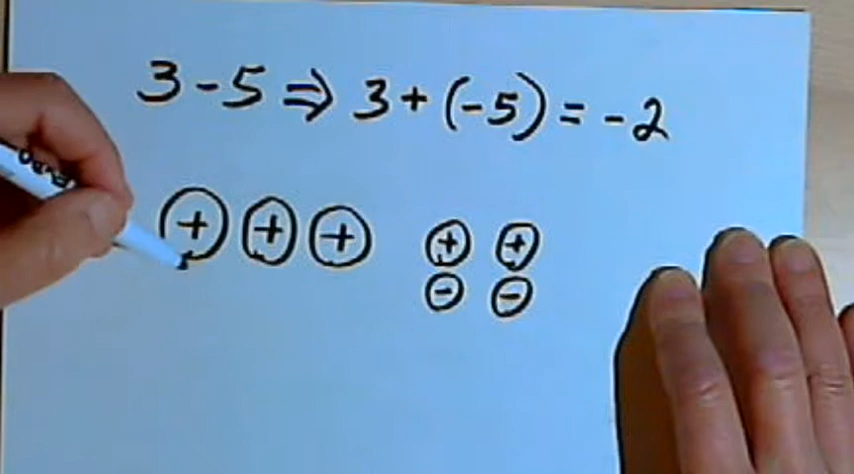 3 - 5 ⇒ 3 + (-5) = -2
+ + + + +
- -